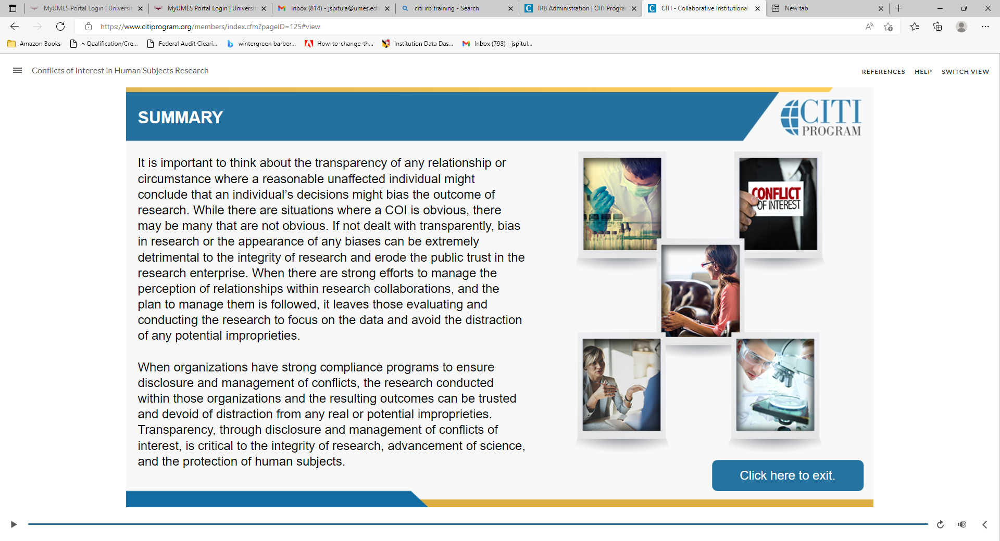 MyUMES Portal Login | Universit
MyUMES Portal Login | Universit
Inbox (814) - jspitula@umes.edu
citi irb training - Search
IRB Administration | CITI Program
CITI - Collaborative Institutional
New tab
https://www.citiprogram.org/members/index.cfm?pageID=125#view
Amazon Books
» Qualification/Cre...
Federal Audit Cleari...
wintergreen barber...
How-to-change-th...
Institution Data Das...
Inbox (798) - jspitul...
Conflicts of Interest in Human Subjects Research
REFERENCES
HELP
SWITCH VIEW
SUMMARY
CITI
PROGRAM
It is important to think about the transparency of any relationship or
circumstance where a reasonable unaffected individual might
conclude that an individual’s decisions might bias the outcome of
research. While there are situations where a COI is obvious, there
may be many that are not obvious. If not dealt with transparently, bias
in research or the appearance of any biases can be extremely
detrimental to the integrity of research and erode the public trust in the
research enterprise. When there are strong efforts to manage the
perception of relationships within research collaborations, and the
plan to manage them is followed, it leaves those evaluating and
conducting the research to focus on the data and avoid the distraction
of any potential improprieties.
When organizations have strong compliance programs to ensure
disclosure and management of conflicts, the research conducted
within those organizations and the resulting outcomes can be trusted
and devoid of distraction from any real or potential improprieties.
Transparency, through disclosure and management of conflicts of
interest, is critical to the integrity of research, advancement of science,
and the protection of human subjects.
CONFLICT
OF INTEREST
Click here to exit.